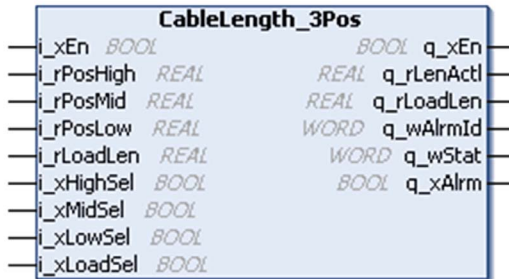 CableLength_3Pos
i_xEn BOOL BOOL q_xEn
i_rPosHigh REAL REAL q_rLenActl
i_rPosMid REAL REAL q_rLoadLen
i_rPosLow REAL WORD q_wAlrmId
i_rLoadLen REAL WORD q_wStat
i_xHighSel BOOL BOOL q_xAlrm
i_xMidSel BOOL
i_xLowSel BOOL
i_xLoadSel BOOL